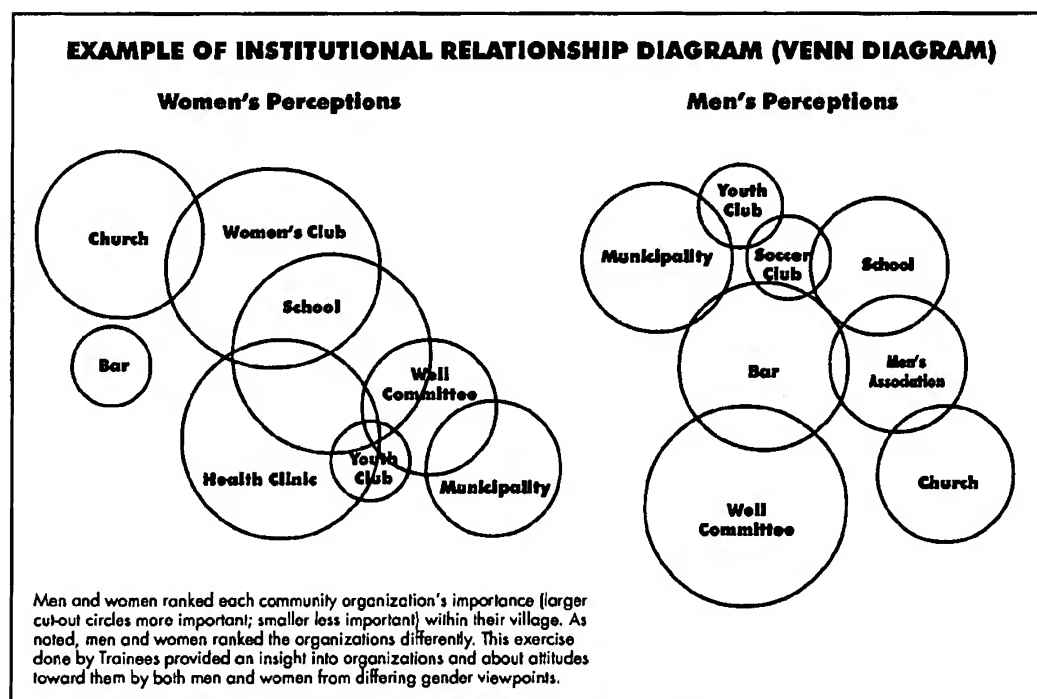 EXAMPLE OF INSTITUTIONAL RELATIONSHIP DIAGRAM (VENN DIAGRAM)
Women's Perceptions
Church
Women's Club
School
Bar
Well
Committee
Health Clinic
Youth
Club
Municipality
Men's Perceptions
Youth
Club
Municipality
Soccer
Club
School
Bar
Men's
Association
Church
Well
Committee
Men and women ranked each community organization's importance (larger
cut-out circles more important; smaller less important) within their village. As
noted, men and women ranked the organizations differently. This exercise
done by Trainees provided an insight into organizations and about attitudes
toward them by both men and women from differing gender viewpoints.